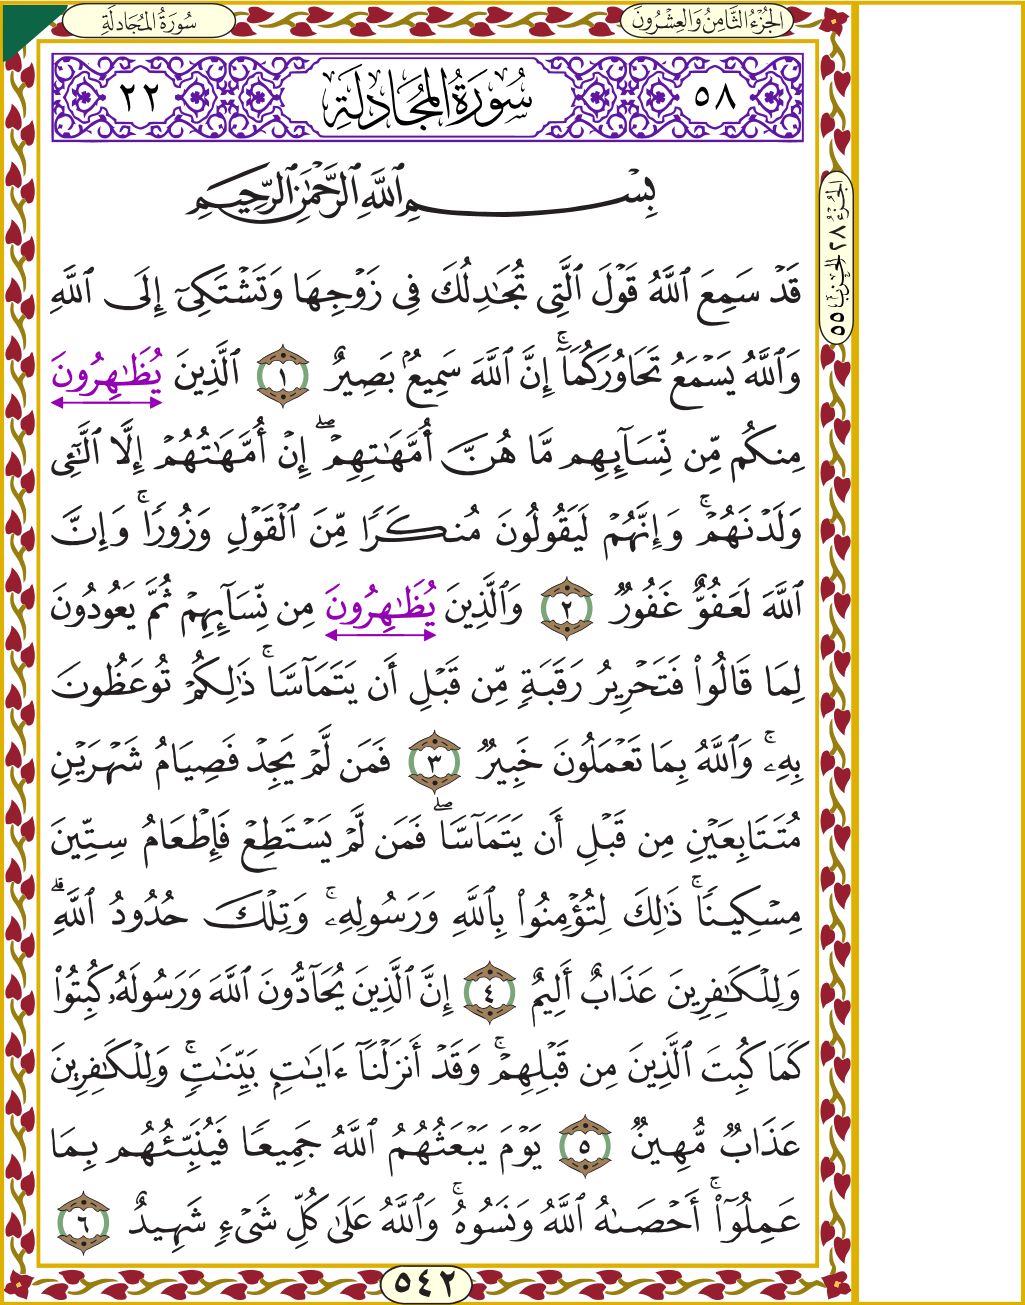 الجُزْءُ الثَّامِنُ وَالعِشْرُونَ
سُورَةُ المُجَادلَةِ
٥٨
سُورَةُ المُجَادلَةِ
٢٢
بِسْمِ ٱللَّهِ ٱلرَّحْمَٰنِ ٱلرَّحِيمِ
قَدْ سَمِعَ ٱللَّهُ قَوْلَ ٱلَّتِى تُجَٰدِلُكَ فِى زَوْجِهَا وَتَشْتَكِىٓ إِلَى ٱللَّهِ
وَٱللَّهُ يَسْمَعُ تَحَاوُرَكُمَآ ۚ إِنَّ ٱللَّهَ سَمِيعٌۢ بَصِيرٌ ١ ٱلَّذِينَ يُظَٰهِرُونَ
مِنكُم مِّن نِّسَآئِهِم مَّا هُنَّ أُمَّهَٰتِهِمْ ۖ إِنْ أُمَّهَٰتُهُمْ إِلَّا ٱلَّٰٓـِٔى
وَلَدْنَهُمْ ۚ وَإِنَّهُمْ لَيَقُولُونَ مُنكَرًا مِّنَ ٱلْقَوْلِ وَزُورًا ۚ وَإِنَّ
ٱللَّهَ لَعَفُوٌّ غَفُورٌ ٢ وَٱلَّذِينَ يُظَٰهِرُونَ مِن نِّسَآئِهِمْ ثُمَّ يَعُودُونَ
لِمَا قَالُوا۟ فَتَحْرِيرُ رَقَبَةٍ مِّن قَبْلِ أَن يَتَمَآسَّا ۚ ذَٰلِكُمْ تُوعَظُونَ
بِهِۦ ۚ وَٱللَّهُ بِمَا تَعْمَلُونَ خَبِيرٌ ٣ فَمَن لَّمْ يَجِدْ فَصِيَامُ شَهْرَيْنِ
مُتَتَابِعَيْنِ مِن قَبْلِ أَن يَتَمَآسَّا ۖ فَمَن لَّمْ يَسْتَطِعْ فَإِطْعَامُ سِتِّينَ
مِسْكِينًا ۚ ذَٰلِكَ لِتُؤْمِنُوا۟ بِٱللَّهِ وَرَسُولِهِۦ ۚ وَتِلْكَ حُدُودُ ٱللَّهِ ۗ
وَلِلْكَٰفِرِينَ عَذَابٌ أَلِيمٌ ٤ إِنَّ ٱلَّذِينَ يُحَآدُّونَ ٱللَّهَ وَرَسُولَهُۥ كُبِتُوا۟
كَمَا كُبِتَ ٱلَّذِينَ مِن قَبْلِهِمْ ۚ وَقَدْ أَنزَلْنَآ ءَايَٰتٍۭ بَيِّنَٰتٍ ۚ وَلِلْكَٰفِرِينَ
عَذَابٌ مُّهِينٌ ٥ يَوْمَ يَبْعَثُهُمُ ٱللَّهُ جَمِيعًا فَيُنَبِّئُهُم بِمَا
عَمِلُوٓا۟ ۚ أَحْصَىٰهُ ٱللَّهُ وَنَسُوهُ ۚ وَٱللَّهُ عَلَىٰ كُلِّ شَىْءٍ شَهِيدٌ ٦
الجُزْءُ ٢٨ الحِزْبُ ٥٥
٥٤٢